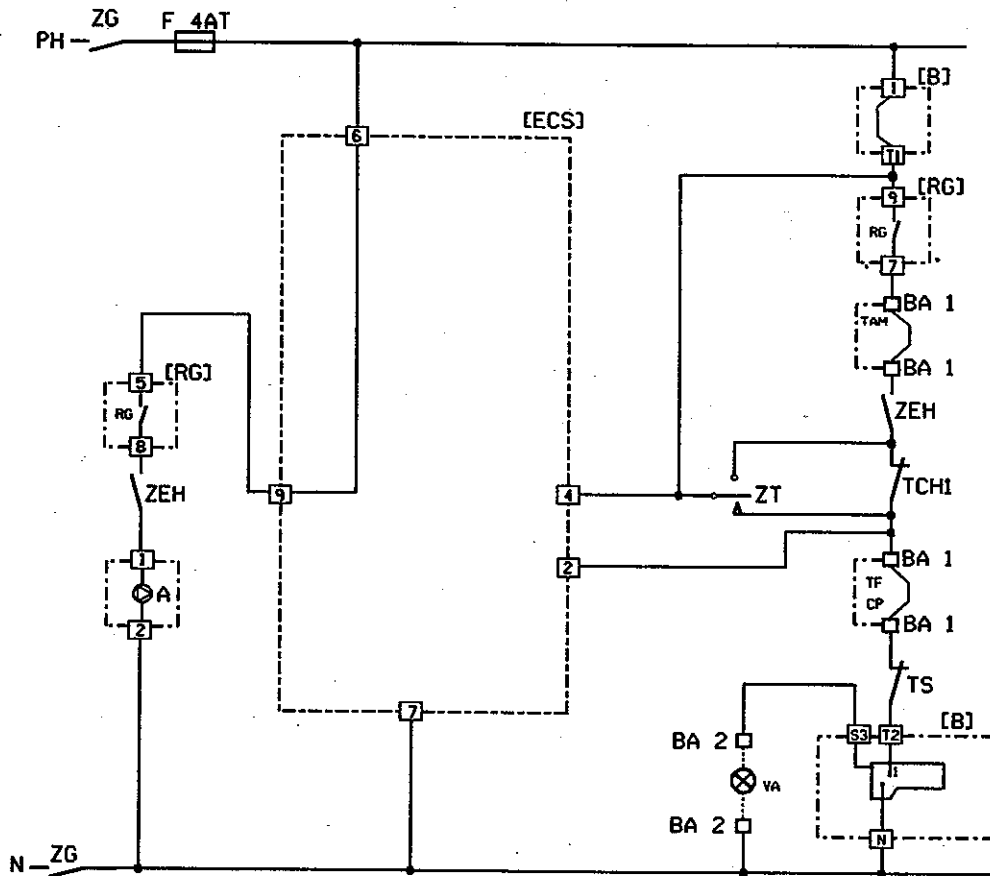 ZG F 4AT
PH
[B]
1
[ECS]
6
T1
[RG]
9
RG
7
BA 1
TAM
[RG]
5
BA 1
RG
ZEH
8
ZEH
9
4
ZT
TCH1
1
BA 1
2
TF
A
CP
2
BA 1
TS
7
[B]
S3 T2
BA 2
1
VA
BA 2
N
ZG
N